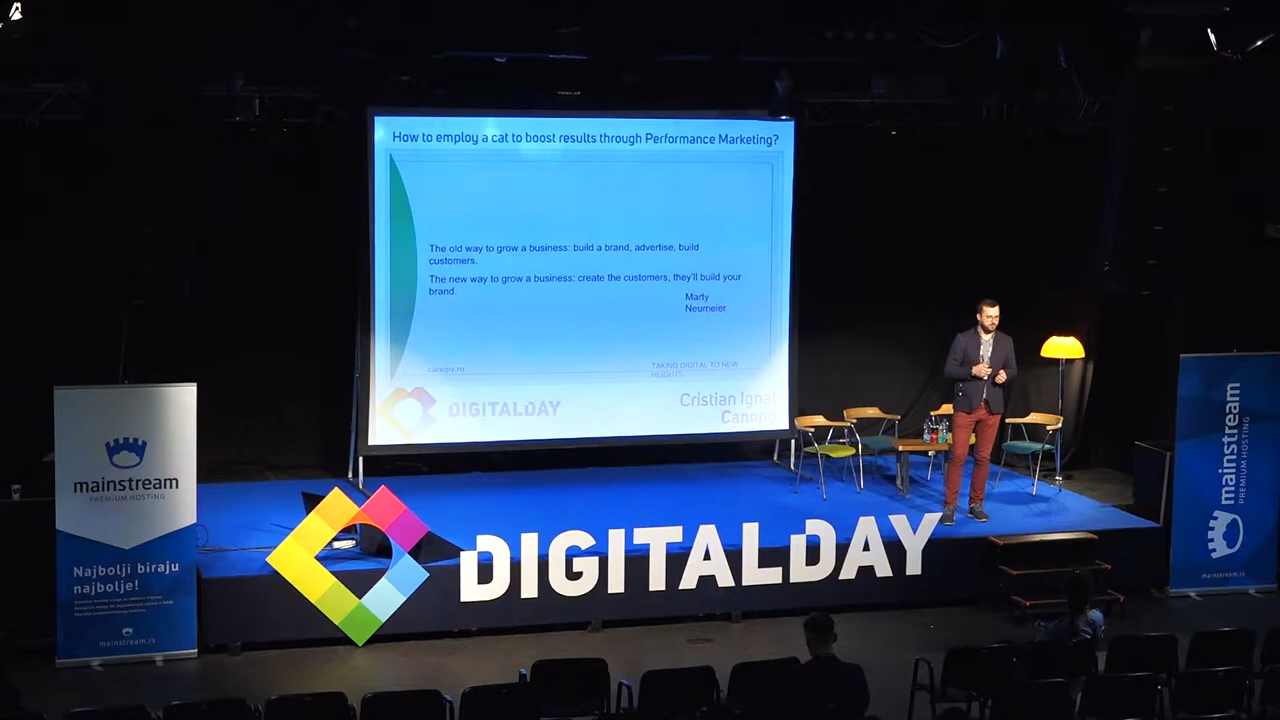 How to employ a cat to boost results through Performance Marketing?
The old way to grow a business: build a brand, advertise, build
customers.
The new way to grow a business: create the customers, they'll build your
brand.
Marty
Neumeier
canopy.ro
TAKING DIGITAL TO NEW
HEIGHTS
DIGITALDAY
Cristian Ignat
Canopy
mainstream
PREMIUM HOSTING
Najbolji biraju
najbolje!
mainstream.rs
DIGITALDAY
mainstream
PREMIUM HOSTING
mainstream.rs